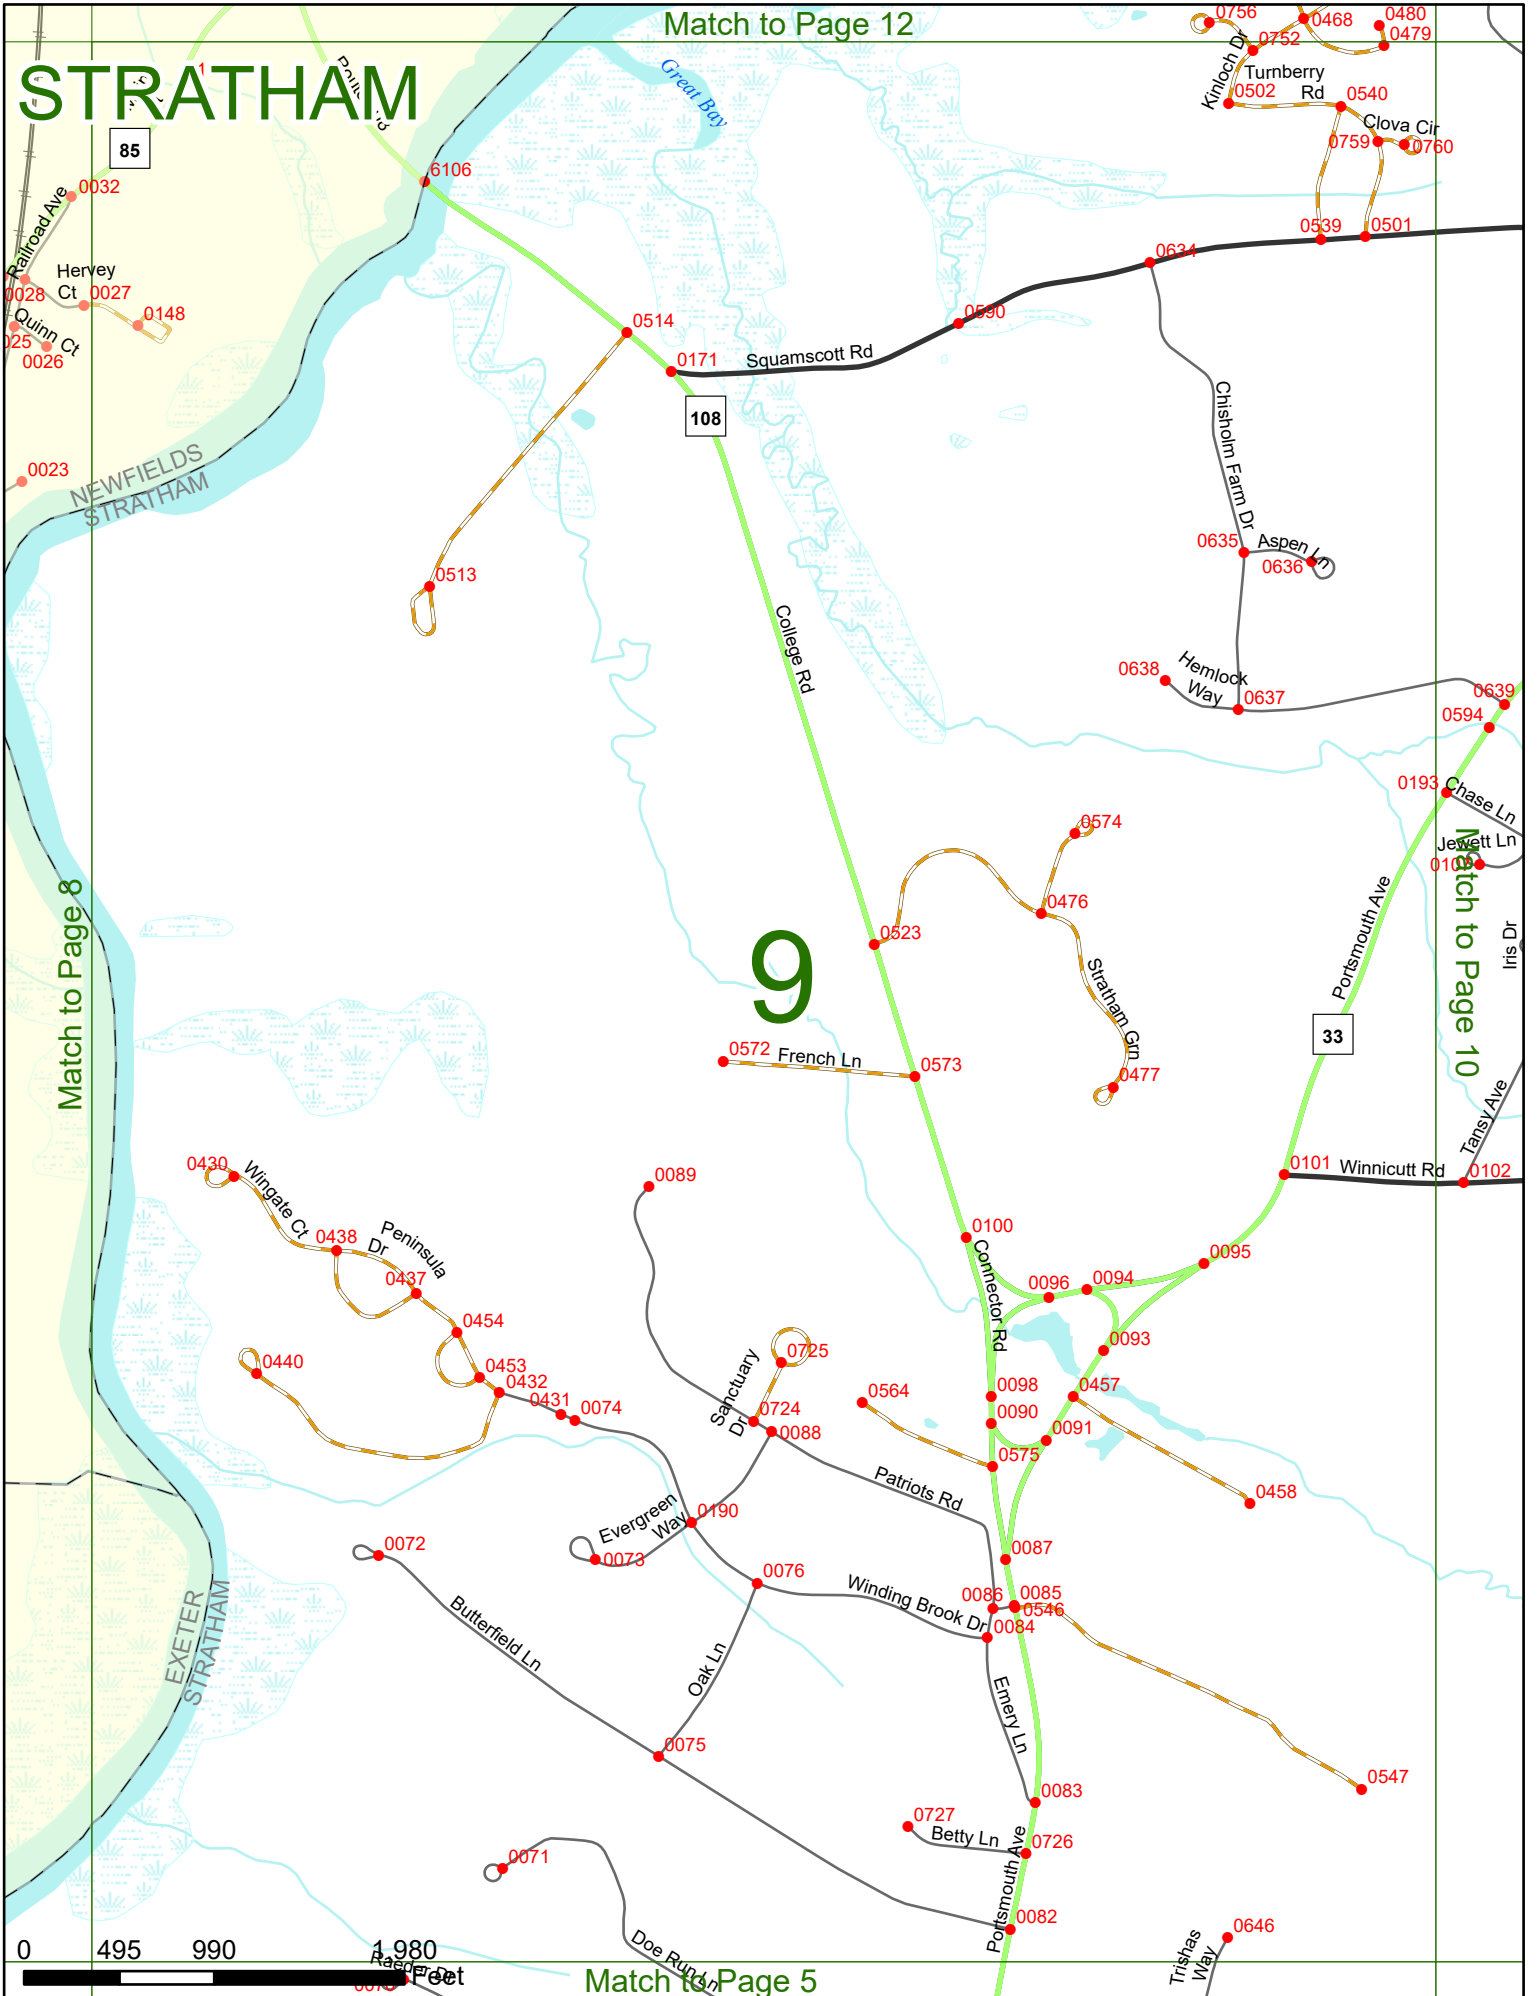 Match to Page 12
STRATHAM
Great Bay
0756
0468
0480
0479
0752
Kinloch Dr
Turnberry
Rd
0502
0540
Clova Cir
0759
0760
85
6106
0032
Railroad Ave
0028
Hervey
Ct
0027
0148
Quinn Ct
0026
0539
0501
0634
0590
0514
0171
Squamscott Rd
108
Chisholm Farm Dr
0023
NEWFIELDS
STRATHAM
0513
0635
Aspen Ln
0636
College Rd
0638
Hemlock
Way
0637
0639
0594
0193
Chase Ln
Jewett Ln
0574
0476
0523
Stratham Grn
Portsmouth Ave
Match to Page 8
9
Match to Page 10
Iris Dr
33
0572
French Ln
0573
0477
Tansy Ave
0101
Winnicutt Rd
0102
0430
Wingate Ct
0089
0438
Peninsula
Dr
0437
0100
Connector Rd
0095
0096
0094
0454
0093
0440
0453
0432
0431
0074
Sanctuary
Dr
0725
0724
0088
0564
0098
0457
0090
0091
0575
Patriots Rd
0458
Evergreen
Way
0190
0072
0073
0087
0076
Winding Brook Dr
0086
0085
0546
0084
EXETER
STRATHAM
Butterfield Ln
Oak Ln
Emery Ln
0075
0547
0083
0727
Betty Ln
0726
0071
Portsmouth Ave
0082
0646
Trishas
Way
Doe Run Ln
0
495
990
1,980
Feet
Raeder Dr
Match to Page 5